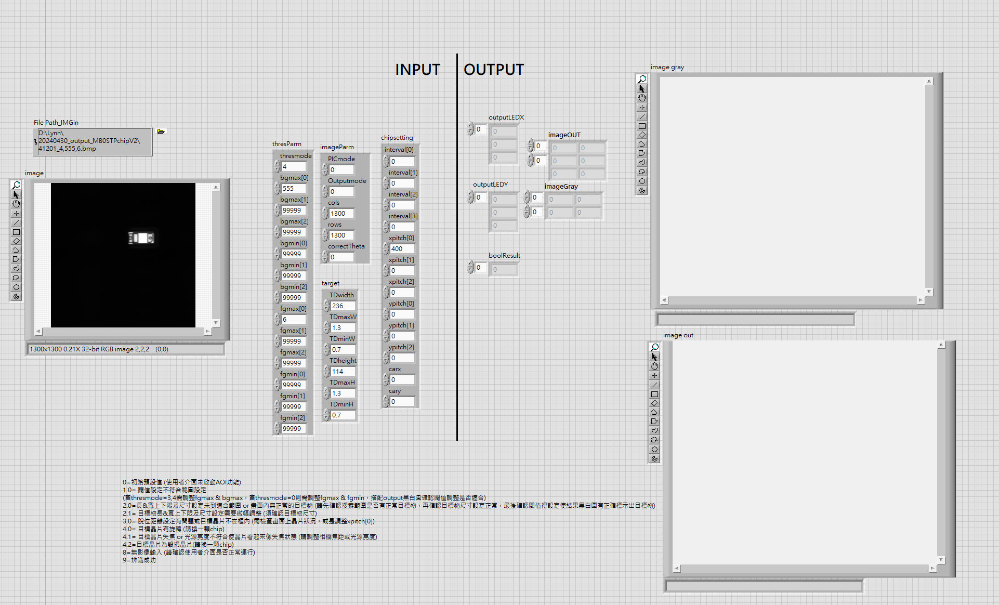 INPUT
OUTPUT
File Path_IMGin
D:\Lynn\
20240430_output_MB0STPchipV2\
41201_4,555,6.bmp
image
1300x1300 0.21X 32-bit RGB image 2,2,2 (0,0)
thresParm
thresmode
4
bgmax[0]
555
bgmax[1]
99999
bgmax[2]
99999
bgmin[0]
99999
bgmin[1]
99999
bgmin[2]
99999
fgmax[0]
6
fgmax[1]
99999
fgmax[2]
99999
fgmin[0]
99999
fgmin[1]
99999
fgmin[2]
99999
imageParm
PICmode
0
Outputmode
0
cols
1300
rows
1300
correctTheta
0
target
TDwidth
236
TDmaxW
1.3
TDminW
0.7
TDheight
114
TDmaxH
1.3
TDminH
0.7
chipsetting
interval[0]
0
interval[1]
0
interval[2]
0
interval[3]
0
xpitch[0]
400
xpitch[1]
0
xpitch[2]
0
ypitch[0]
0
ypitch[1]
0
ypitch[2]
0
carx
0
cary
0
outputLEDX
0
0
0
0
imageOUT
0
0
0 0
0 0
0 0
outputLEDY
0
0
0
0
imageGray
0
0
0 0
0 0
boolResult
0
0
image gray
image out
0=初始預設值 (使用者介面未啟動AOI功能)
1.0= 閥值設定不符合範圍設定
(當thresmode=3,4需調整fgmax & bgmax，當thresmode=0則需調整fgmax & fgmin，搭配output黑白圖確認閥值調整是否適合)
2.0=長&寬上下限及尺寸設定未到適合範圍 or 畫面內無正常的目標物 (請先確認搜索範圍是否有正常目標物，再確認目標物尺寸設定正常，最後確認閥值得設定使結果黑白圖有正確標示出目標物)
2.1= 目標物長&寬上下限及尺寸設定需要微幅調整 (須確認目標物尺寸)
3.0= 脫位距離設定有問題或目標晶片不在框內 (需檢查畫面上晶片狀況，或是調整xpitch[0])
4.0= 目標晶片有旋轉 (請換一顆chip)
4.1= 目標晶片失焦 or 光源亮度不符合使晶片看起來像失焦狀態 (請調整相機焦距或光源亮度)
4.2=目標晶片為毀損晶片(請換一顆chip)
8=無影像輸入 (請確認使用者介面是否正常運行)
9=辨識成功